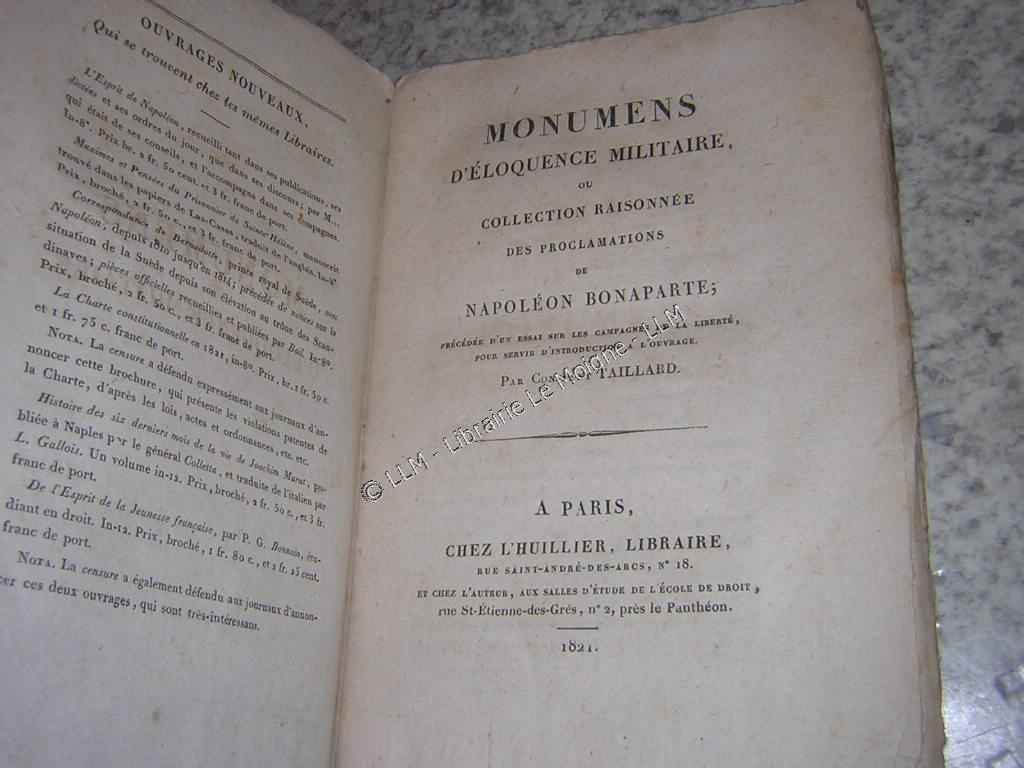 OUVRAGES NOUVEAUX,
Qui se trouvent chez les mêmes Libraires.
L'Esprit de Napoléon, recueilli tant dans ses publications, ses
dictées et ses ordres du jour, que dans ses discours; par M...
qui était de ses conseils, et l'accompagna dans ses campagnes.
In-8°. Prix br. 2 fr. 50 cent. et 3 fr. franc de port.
Maximes et Pensées du Prisonnier de Sainte-Hélène, manuscrit
trouvé dans les papiers de Las-Casas, traduit de l'anglais. In-8°.
Prix, broché, 2 fr. 50 c., et 3 fr. franc de port.
Correspondance de Bernadotte, prince royal de Suède, avec
Napoléon, depuis 1810 jusqu'en 1814; précédée de notices sur la
situation de la Suède depuis son élévation au trône des Scan-
dinaves; pièces officielles, recueillies et publiées par Bail. In-80.
Prix, broché, 2 fr. 50 c., et 3 fr. franc de port.
La Charte constitutionnelle en 1821, in-80. Prix, br. 1 fr. 50 c.
et 1 fr. 75 c. franc de port.
NOTA. La censure a défendu expressément aux journaux d'an-
noncer cette brochure, qui présente les violations patentes de
la Charte, d'après les lois, actes et ordonnances, etc. etc.
Histoire des six derniers mois de la vie de Joachim Murat, pu-
bliée à Naples par le général Colletta, et traduite de l'italien par
L. Gallois. Un volume in-12. Prix, broché, 2 fr. 50 c., et 3 fr.
franc de port.
De l'Esprit de la Jeunesse française, par P. G. Bonnain, étu-
diant en droit. In-12. Prix, broché, 1 fr. 80 c., et 2 fr. 25 cent.
franc de port.
NOTA. La censure a également défendu aux journaux d'annon-
cer ces deux ouvrages, qui sont très-intéressans.
MONUMENS
D'ÉLOQUENCE MILITAIRE,
OU
COLLECTION RAISONNÉE
DES PROCLAMATIONS
DE
NAPOLÉON BONAPARTE;
PRÉCÉDÉE D'UN ESSAI SUR LES CAMPAGNES DE LA LIBERTÉ,
POUR SERVIR D'INTRODUCTION A L'OUVRAGE.
PAR TAILLARD.
A PARIS,
CHEZ L'HUILLIER, LIBRAIRE,
RUE SAINT-ANDRÉ-DES-ARCS, N° 18.
ET CHEZ L'AUTEUR, AUX SALLES D'ÉTUDE DE L'ÉCOLE DE DROIT,
rue St-Étienne-des-Grés, n° 2, près le Panthéon.
1821.
© LLM - Librairie Le Moigne - LLM